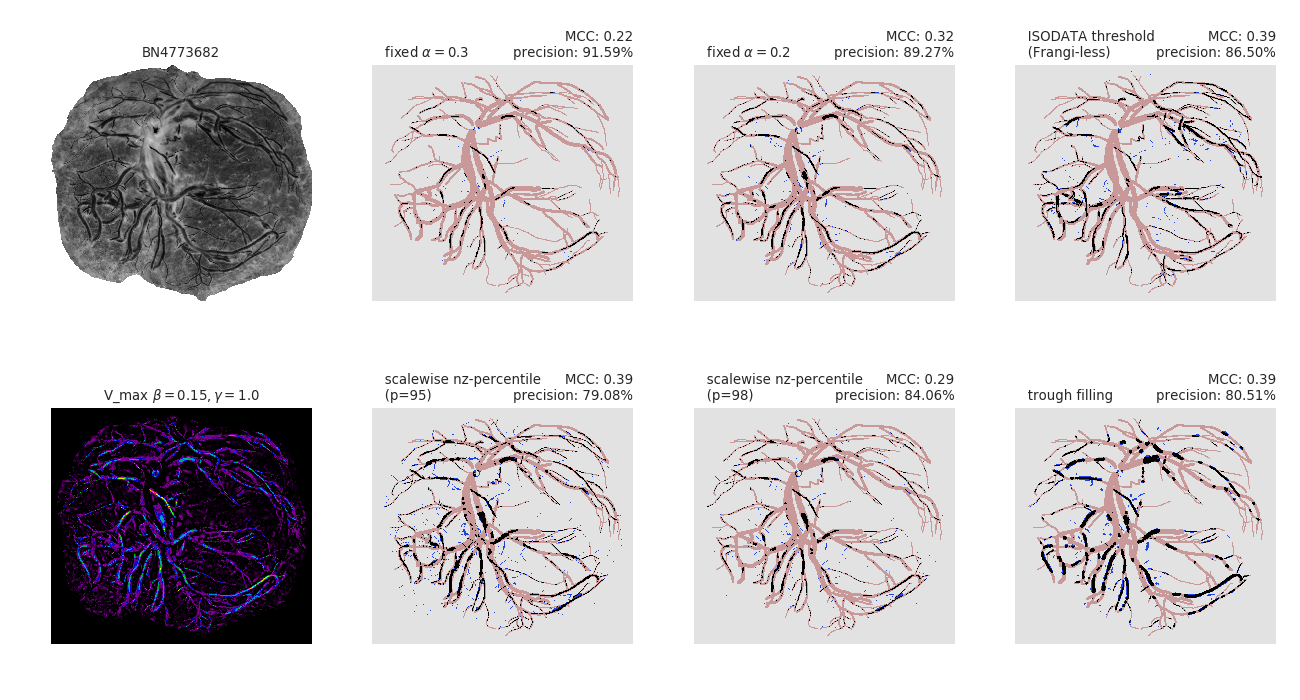 BN4773682
fixed α = 0.3
MCC: 0.22
precision: 91.59%
fixed α = 0.2
MCC: 0.32
precision: 89.27%
ISODATA threshold
(Frangi-less)
MCC: 0.39
precision: 86.50%
V_max β = 0.15, γ = 1.0
scalewise nz-percentile
(p=95)
MCC: 0.39
precision: 79.08%
scalewise nz-percentile
(p=98)
MCC: 0.29
precision: 84.06%
trough filling
MCC: 0.39
precision: 80.51%